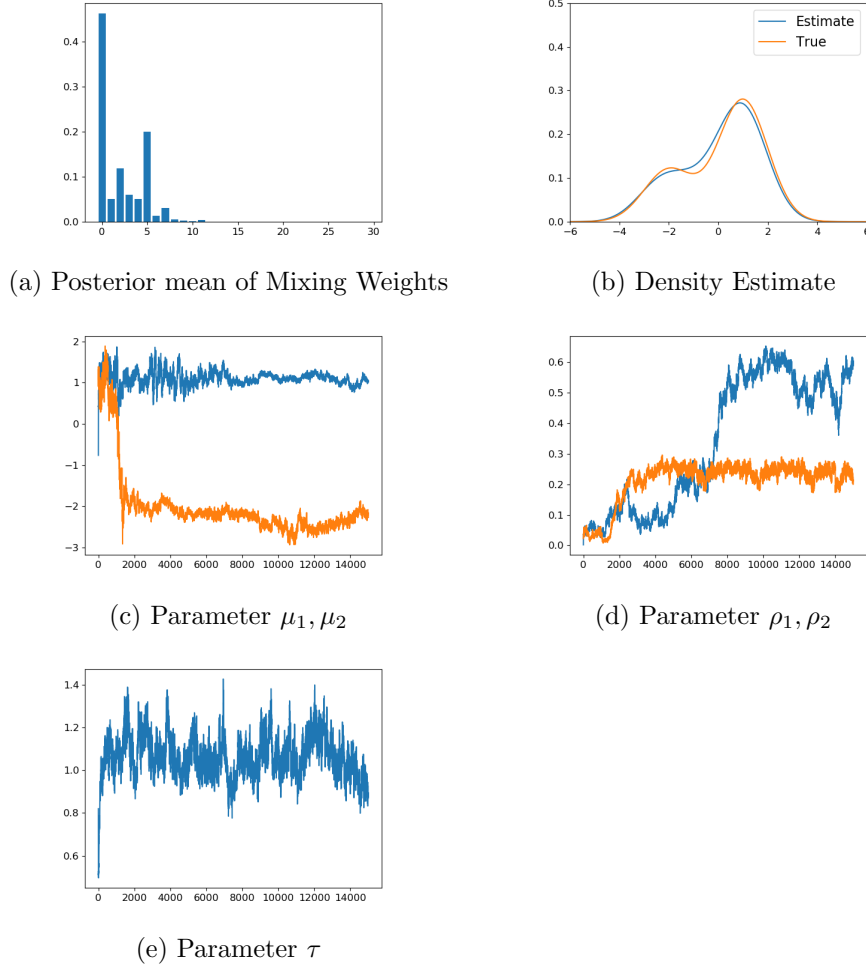 0.4
0.3
0.2
0.1
0.0
0 5 10 15 20 25 30
(a) Posterior mean of Mixing Weights
0.5
0.4
0.3
0.2
0.1
0.0
−6 −4 −2 0 2 4 6
Estimate
True
(b) Density Estimate
2
1
0
−1
−2
−3
0 2000 4000 6000 8000 10000 12000 14000
(c) Parameter μ₁, μ₂
0.6
0.5
0.4
0.3
0.2
0.1
0.0
0 2000 4000 6000 8000 10000 12000 14000
(d) Parameter ρ₁, ρ₂
1.4
1.2
1.0
0.8
0.6
0 2000 4000 6000 8000 10000 12000 14000
(e) Parameter τ